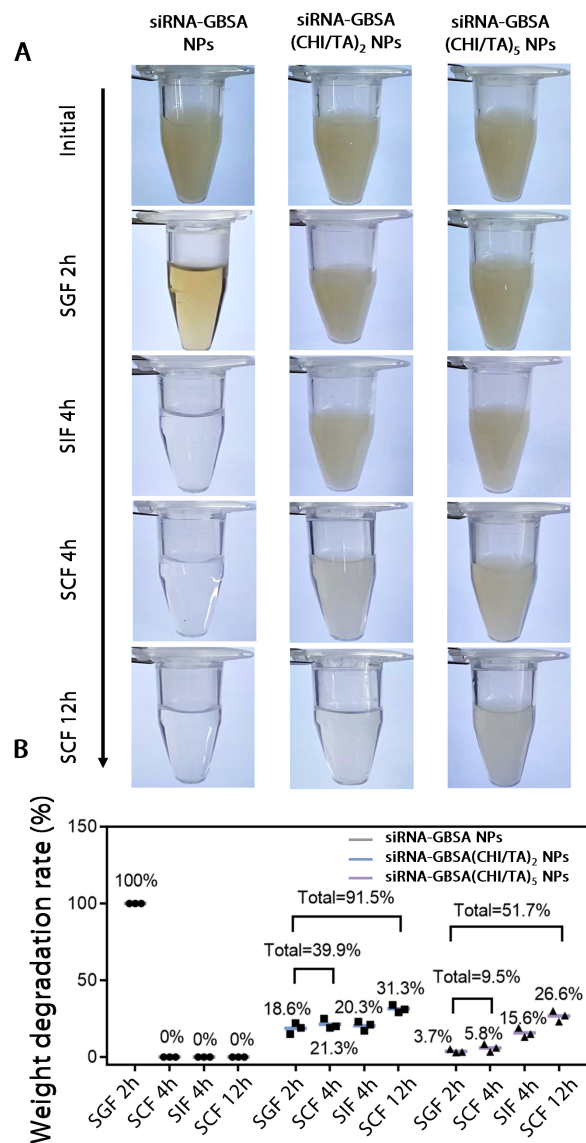 A
siRNA-GBSA
NPs
siRNA-GBSA
(CHI/TA)₂ NPs
siRNA-GBSA
(CHI/TA)₅ NPs
Initial
SGF 2h
SIF 4h
SCF 4h
SCF 12h
B
Weight degradation rate (%)
150
100
50
0
siRNA-GBSA NPs
siRNA-GBSA(CHI/TA)₂ NPs
siRNA-GBSA(CHI/TA)₅ NPs
100%
0%
0%
0%
Total=91.5%
Total=39.9%
18.6%
21.3%
20.3%
31.3%
Total=51.7%
Total=9.5%
3.7%
5.8%
15.6%
26.6%
SGF 2h
SCF 4h
SIF 4h
SCF 12h
SGF 2h
SCF 4h
SIF 4h
SCF 12h
SGF 2h
SCF 4h
SIF 4h
SCF 12h